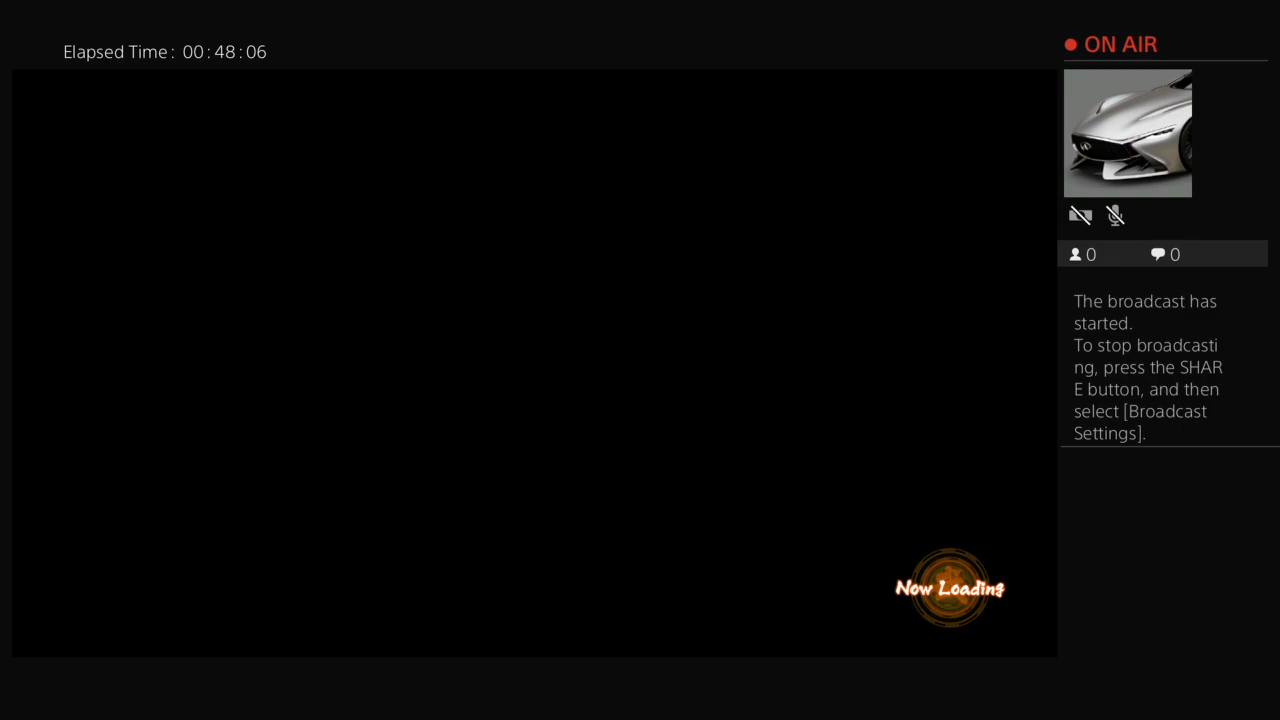 Elapsed Time: 00:48:06
ON AIR
0 0
The broadcast has
started.
To stop broadcasti
ng, press the SHAR
E button, and then
select [Broadcast
Settings].
Now Loading